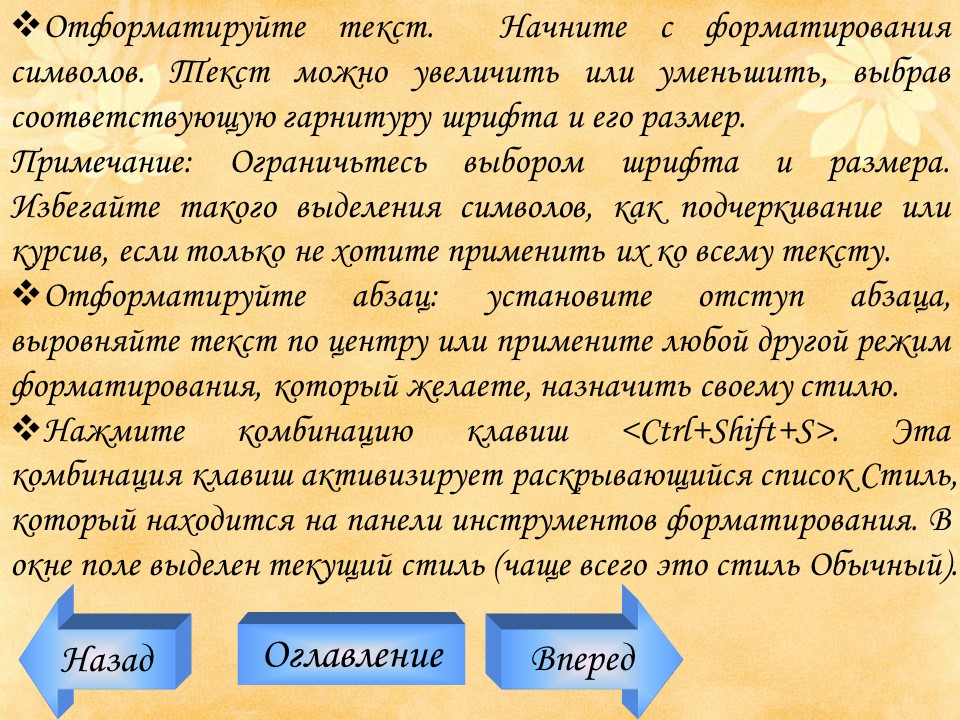 ❖Отформатируйте текст. Начните с форматирования
символов. Текст можно увеличить или уменьшить, выбрав
соответствующую гарнитуру шрифта и его размер.
Примечание: Ограничьтесь выбором шрифта и размера.
Избегайте такого выделения символов, как подчеркивание или
курсив, если только не хотите применить их ко всему тексту.
❖Отформатируйте абзац: установите отступ абзаца,
выровняйте текст по центру или примените любой другой режим
форматирования, который желаете, назначить своему стилю.
❖Нажмите комбинацию клавиш <Ctrl+Shift+S>. Эта
комбинация клавиш активизирует раскрывающийся список Стиль,
который находится на панели инструментов форматирования. В
окне поле выделен текущий стиль (чаще всего это стиль Обычный).
Назад
Оглавление
Вперед